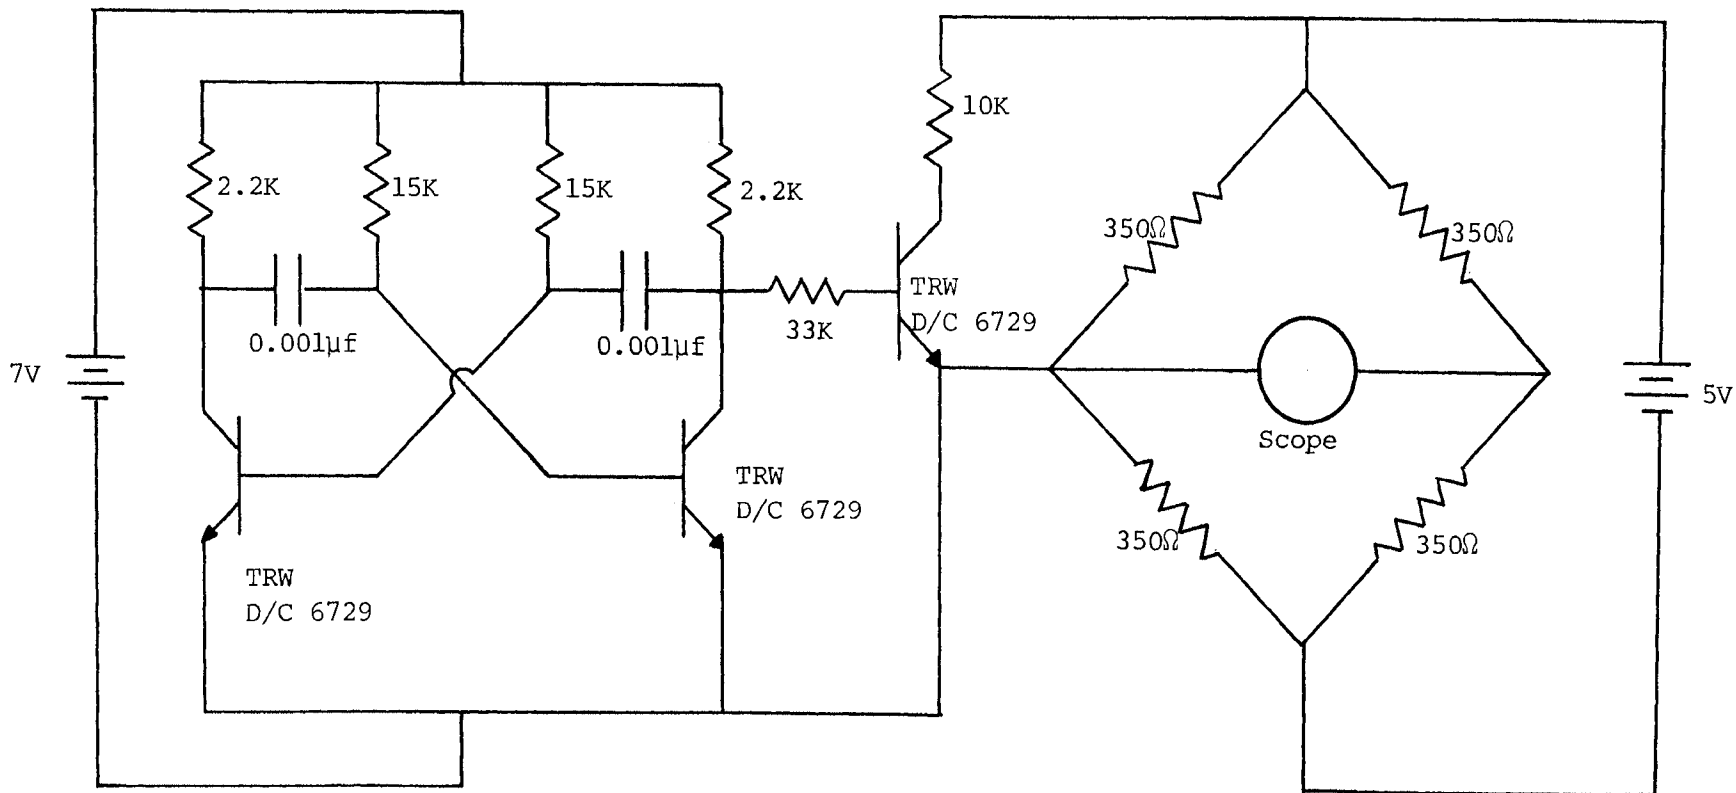 10K
2.2K
15K
15K
2.2K
350Ω
350Ω
TRW
D/C 6729
33K
0.001µf
0.001µf
7V
5V
Scope
TRW
D/C 6729
350Ω
350Ω
TRW
D/C 6729